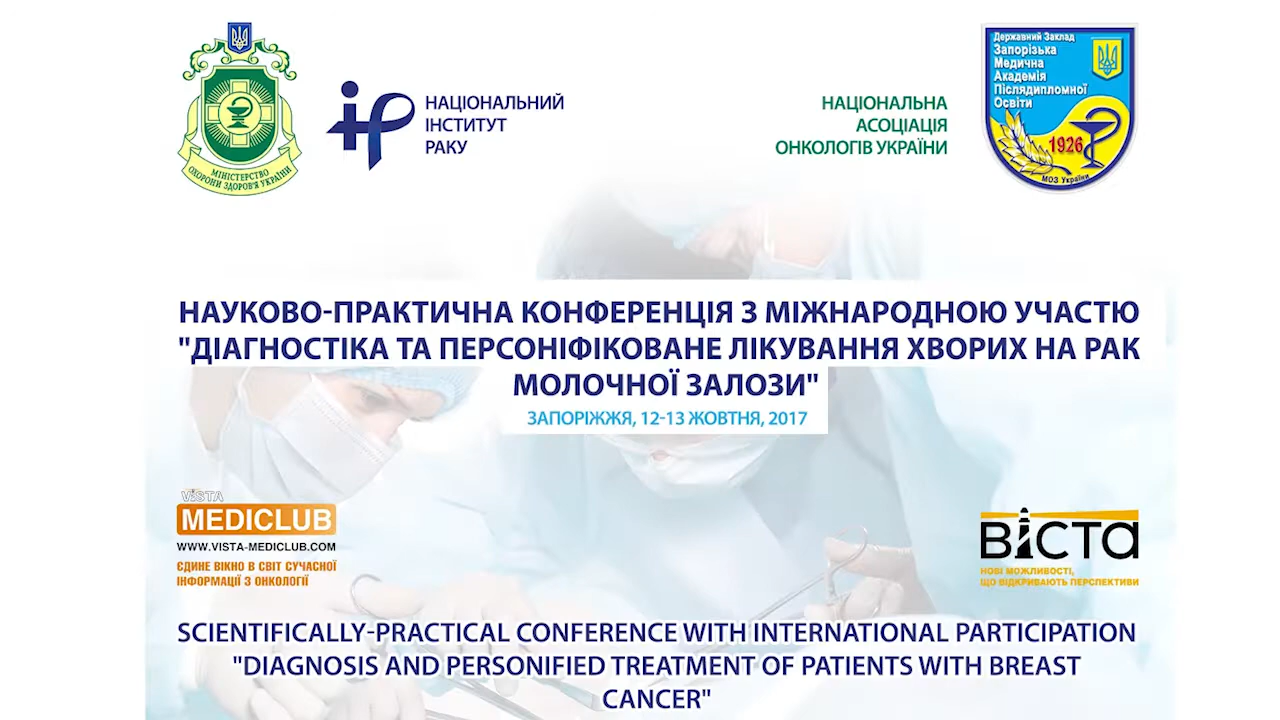 МІНІСТЕРСТВО
ОХОРОНИ ЗДОРОВ'Я УКРАЇНИ
НАЦІОНАЛЬНИЙ
ІНСТИТУТ
РАКУ
НАЦІОНАЛЬНА
АСОЦІАЦІЯ
ОНКОЛОГІВ УКРАЇНИ
Державний Заклад
Запорізька
Медична
Академія
Післядипломної
Освіти
1926
МОЗ України
НАУКОВО-ПРАКТИЧНА КОНФЕРЕНЦІЯ З МІЖНАРОДНОЮ УЧАСТЮ
"ДІАГНОСТІКА ТА ПЕРСОНІФІКОВАНЕ ЛІКУВАННЯ ХВОРИХ НА РАК
МОЛОЧНОЇ ЗАЛОЗИ"
ЗАПОРІЖЖЯ, 12-13 ЖОВТНЯ, 2017
VISTA
MEDICLUB
WWW.VISTA-MEDICLUB.COM
ЄДИНЕ ВІКНО В СВІТ СУЧАСНОЇ
ІНФОРМАЦІЇ З ОНКОЛОГІЇ
ВІСТА
НОВІ МОЖЛИВОСТІ,
ЩО ВІДКРИВАЮТЬ ПЕРСПЕКТИВИ
SCIENTIFICALLY-PRACTICAL CONFERENCE WITH INTERNATIONAL PARTICIPATION
"DIAGNOSIS AND PERSONIFIED TREATMENT OF PATIENTS WITH BREAST
CANCER"